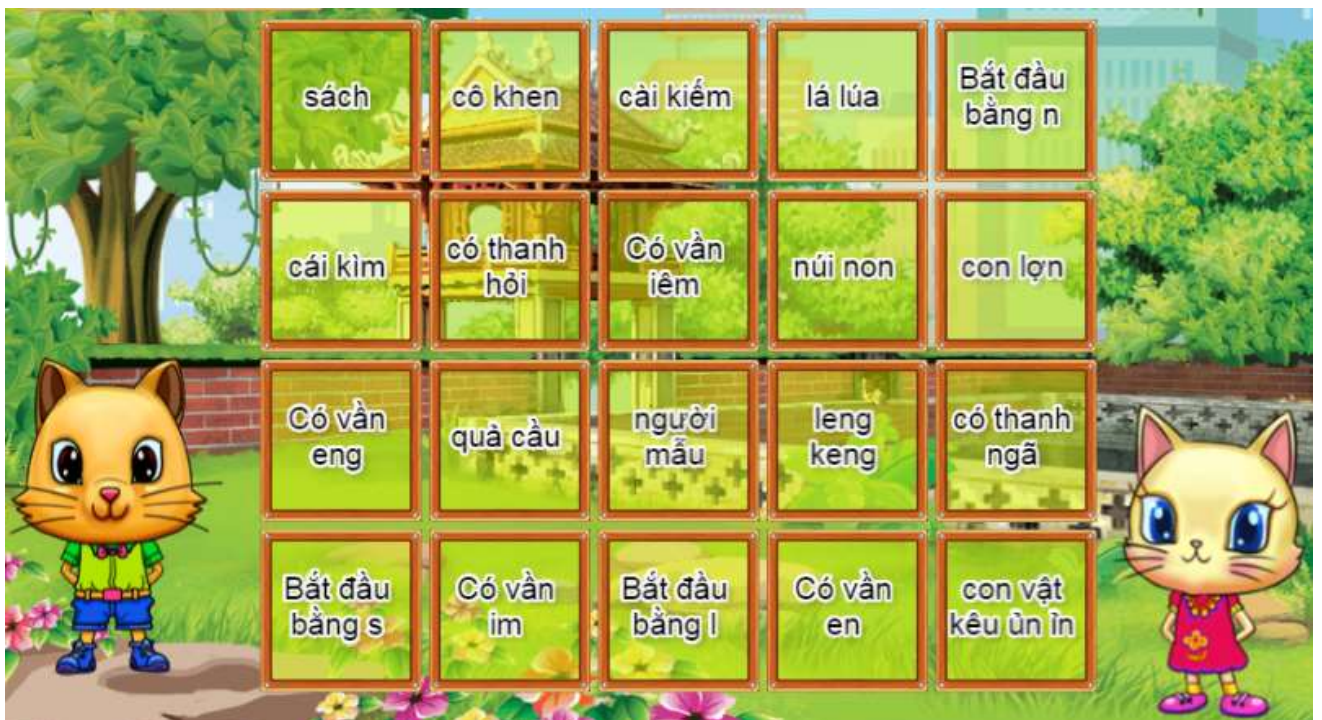 sách
cô khen
cài kiếm
lá lúa
Bắt đầu
bằng n
cái kìm
có thanh
hỏi
Có vần
iêm
núi non
con lợn
Có vần
eng
quả cầu
người
mẫu
leng
keng
có thanh
ngã
Bắt đầu
bằng s
Có vần
im
Bắt đầu
bằng l
Có vần
en
con vật
kêu ủn ỉn